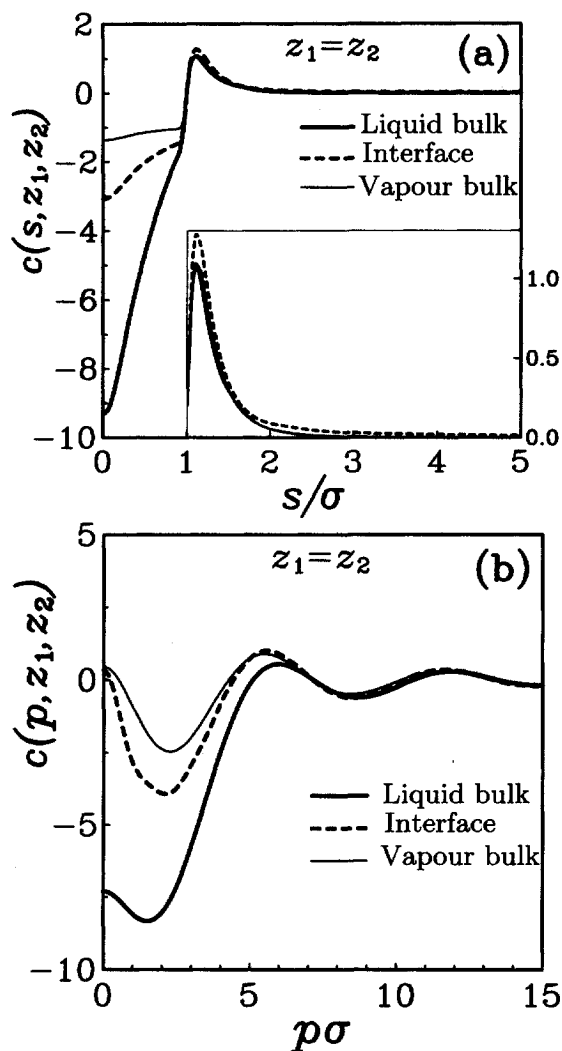 2
0
−2
−4
−6
−8
−10
c(s,z₁,z₂)
z₁=z₂
(a)
Liquid bulk
Interface
Vapour bulk
1.0
0.5
0.0
0 1 2 3 4 5
s/σ
5
0
−5
−10
c(p,z₁,z₂)
z₁=z₂
(b)
Liquid bulk
Interface
Vapour bulk
0 5 10 15
pσ